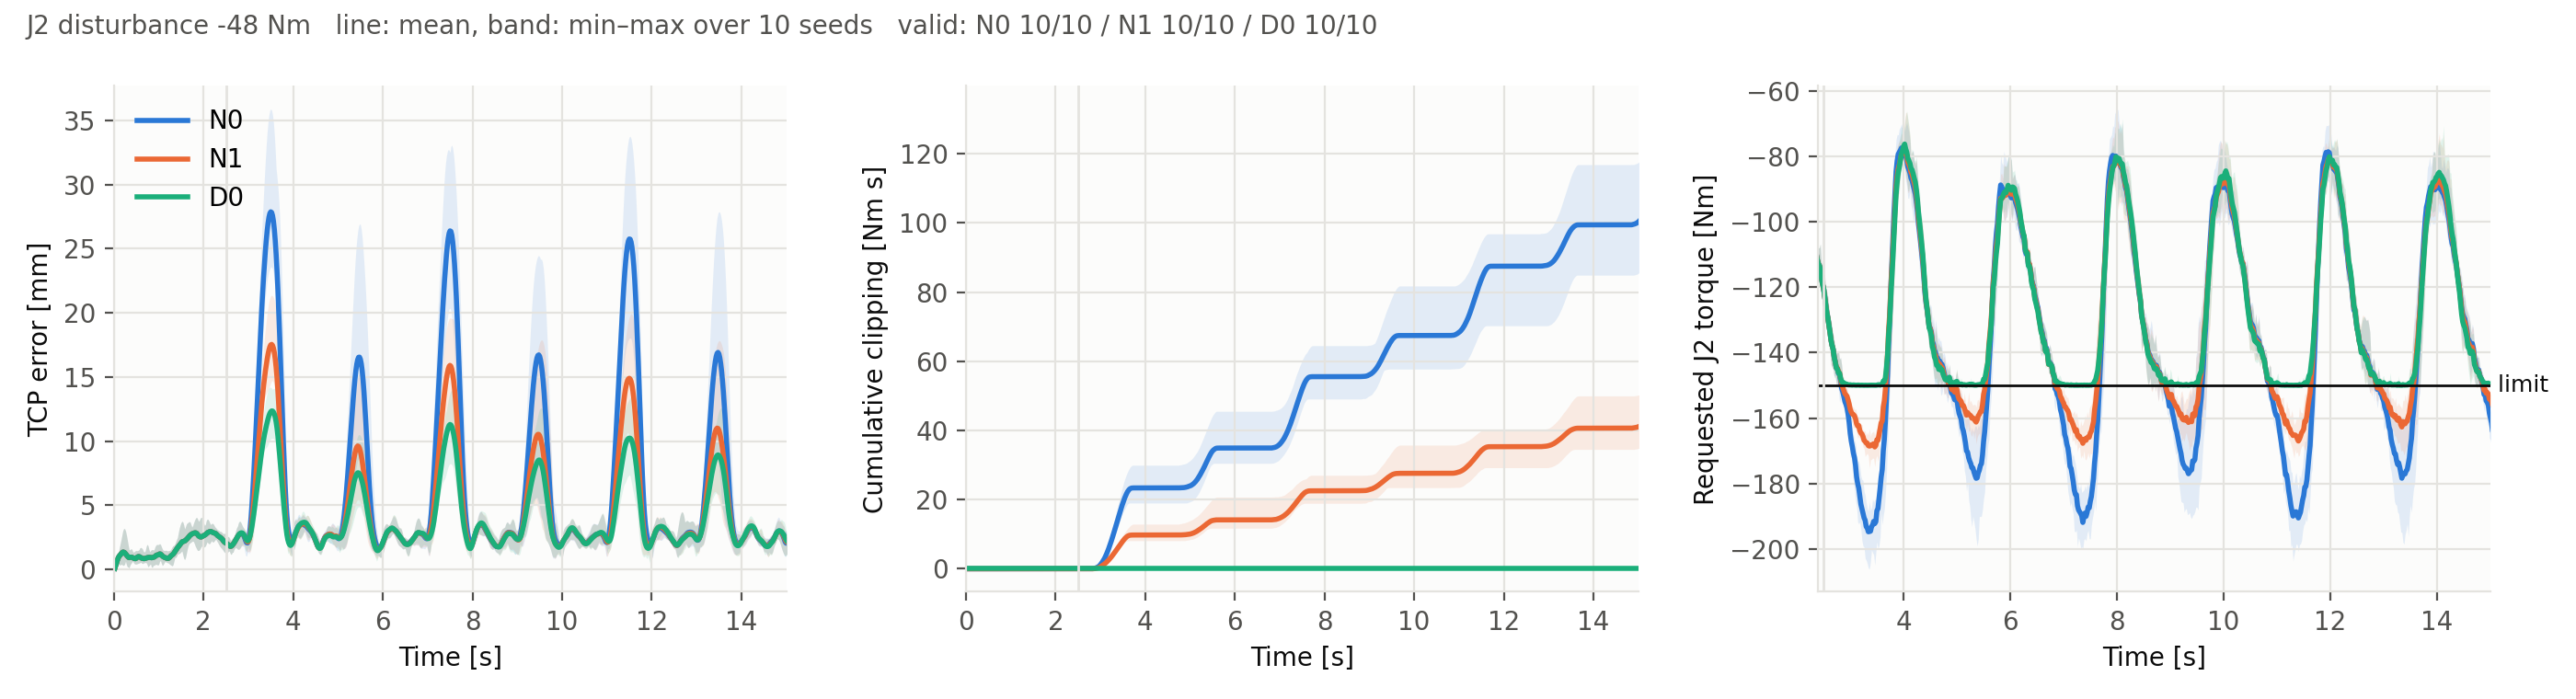 J2 disturbance -48 Nm   line: mean, band: min–max over 10 seeds   valid: N0 10/10 / N1 10/10 / D0 10/10
TCP error [mm]
35
30
25
20
15
10
5
0
N0
N1
D0
0 2 4 6 8 10 12 14
Time [s]
Cumulative clipping [Nm s]
120
100
80
60
40
20
0
0 2 4 6 8 10 12 14
Time [s]
Requested J2 torque [Nm]
−60
−80
−100
−120
−140
−160
−180
−200
limit
4 6 8 10 12 14
Time [s]